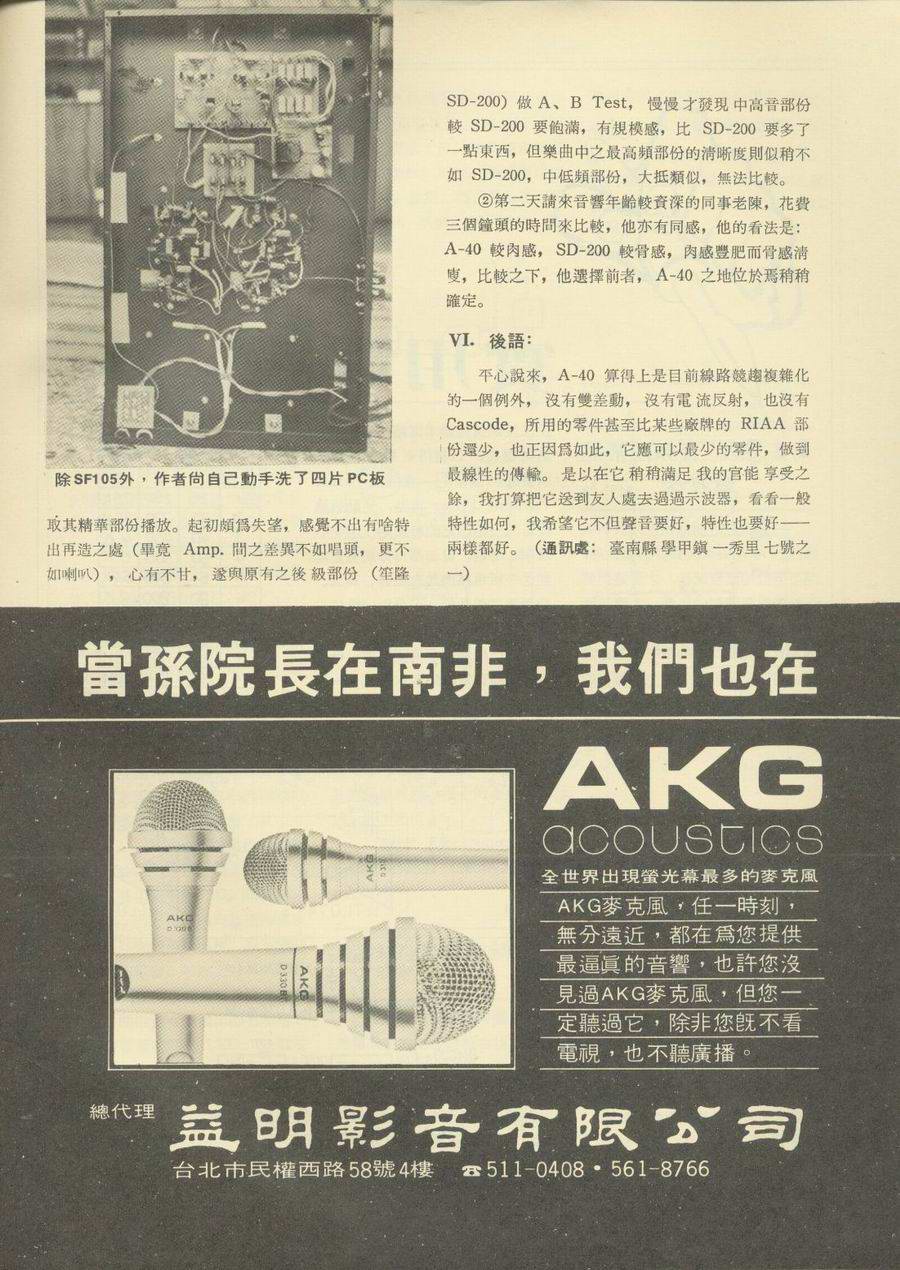 除SF105外，作者尙自己動手洗了四片PC板
取其精華部份播放。起初頗爲失望，感覺不出有啥特
出再造之處（畢竟 Amp. 間之差異不如唱頭，更不
如喇叭），心有不甘，遂與原有之後級部份（笙隆
SD-200）做 A、B Test，慢慢才發現中高音部份
較 SD-200 要飽滿，有規模感，比 SD-200 要多了
一點東西，但樂曲中之最高頻部份的清晰度則似稍不
如 SD-200，中低頻部份，大抵類似，無法比較。
②第二天請來音響年齡較資深的同事老陳，花費
三個鐘頭的時間來比較，他亦有同感，他的看法是：
A-40 較肉感，SD-200 較骨感，肉感豐肥而骨感淸
，比較之下，他選擇前者，A-40 之地位於焉稍稍
確定。
VI. 後語：
平心說來，A-40 算得上是目前線路競趨複雜化
的一個例外，沒有雙差動，沒有電流反射，也沒有
Cascode，所用的零件甚至比某些廠牌的 RIAA 部
份還少，也正因爲如此，它應可以最少的零件，做到
最線性的傳輸。是以在它稍稍滿足我的官能享受之
餘，我打算把它送到友人處去過過示波器，看看一般
特性如何，我希望它不但聲音要好，特性也要好——
兩樣都好。（通訊處：臺南縣學甲鎭一秀里七號之
一）
當孫院長在南非，我們也在
AKG
acoustics
全世界出現螢光幕最多的麥克風
AKG麥克風，任一時刻，
無分遠近，都在爲您提供
最逼眞的音響，也許您沒
見過AKG麥克風，但您一
定聽過它，除非您旣不看
電視，也不聽廣播。
AKG
AKG
AKG
D 330
總代理
益明影音有限公司
台北市民權西路58號4樓 ☎511-0408•561-8766